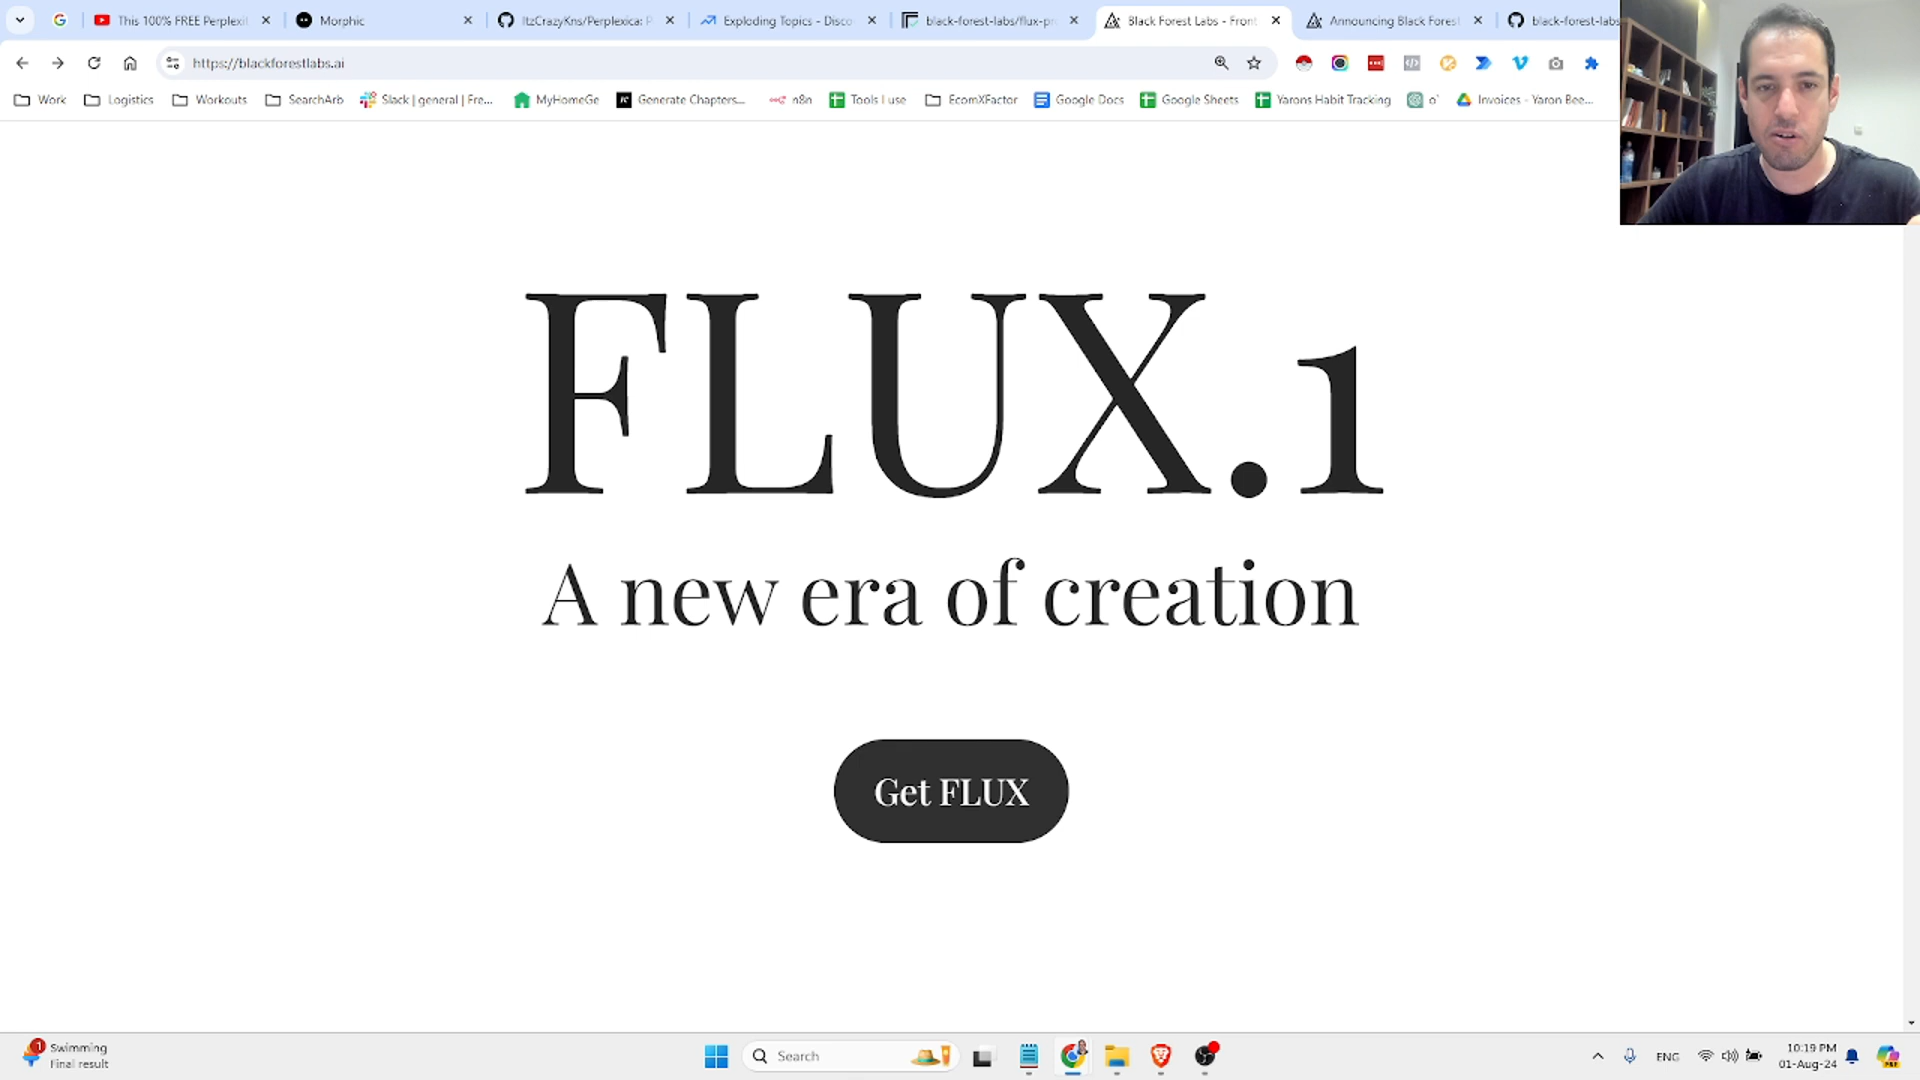 This 100% FREE Perplexit
Morphic
ItzCrazyKns/Perplexica: P
Exploding Topics - Disco
black-forest-labs/flux-pr
Black Forest Labs - Front
Announcing Black Forest
black-forest-labs
https://blackforestlabs.ai
Work
Logistics
Workouts
SearchArb
Slack | general | Fre...
MyHomeGe
Generate Chapters...
n8n
Tools I use
EcomXFactor
Google Docs
Google Sheets
Yarons Habit Tracking
Invoices - Yaron Bee...
FLUX.1
A new era of creation
Get FLUX
1
Swimming
Final result
Search
ENG
10:19 PM
01-Aug-24